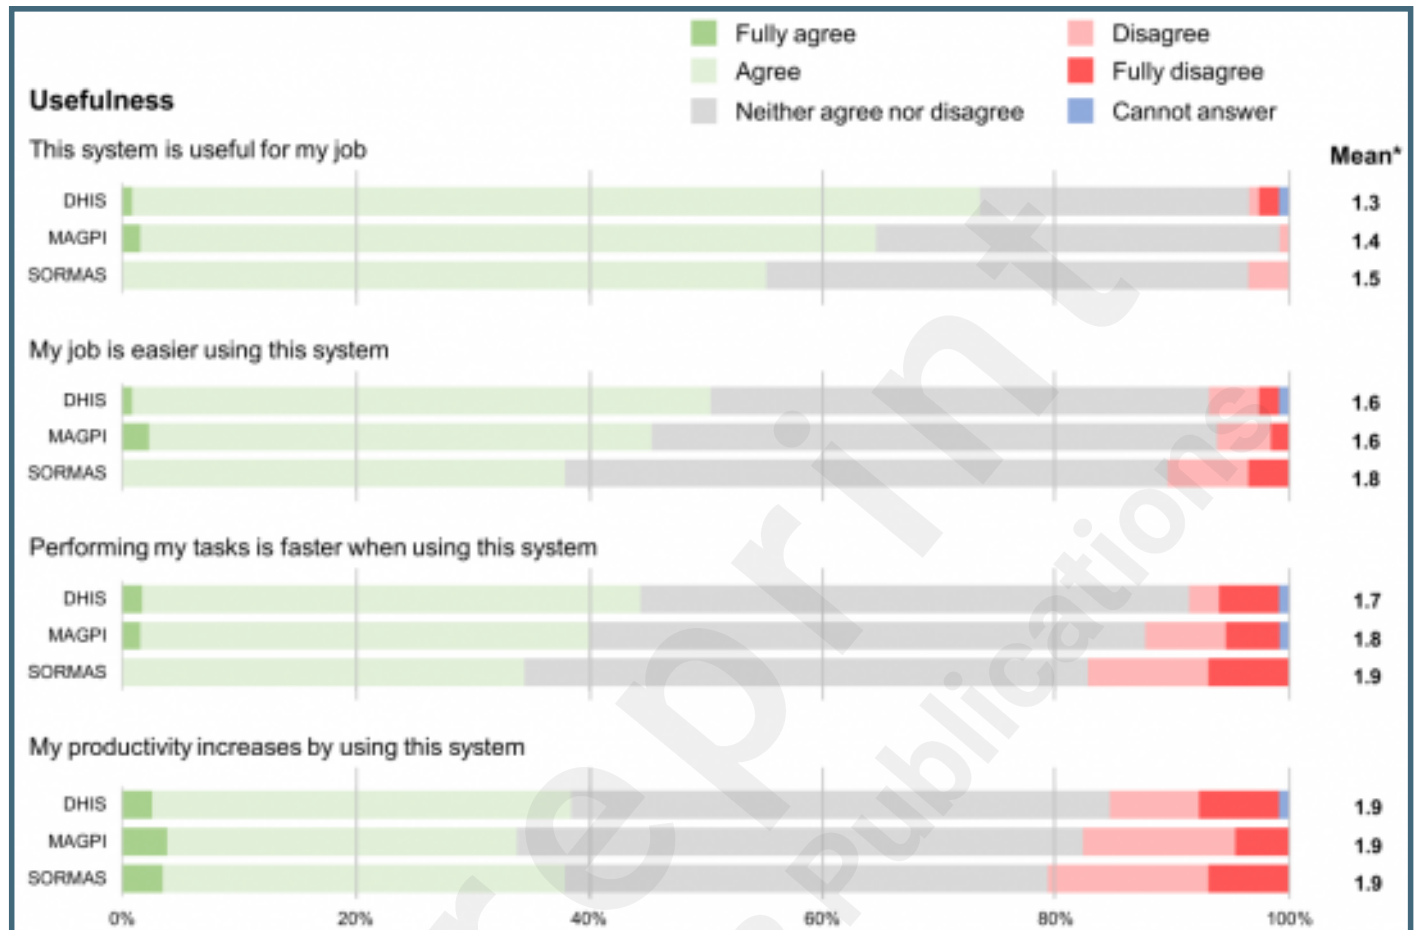 Fully agree
Disagree
Agree
Fully disagree
Usefulness
Neither agree nor disagree
Cannot answer
This system is useful for my job
Mean*
DHIS
1.3
MAGPI
1.4
SORMAS
1.5
My job is easier using this system
DHIS
1.6
MAGPI
1.6
SORMAS
1.8
Performing my tasks is faster when using this system
DHIS
1.7
MAGPI
1.8
SORMAS
1.9
My productivity increases by using this system
DHIS
1.9
MAGPI
1.9
SORMAS
1.9
0% 20% 40% 60% 80% 100%
Publications